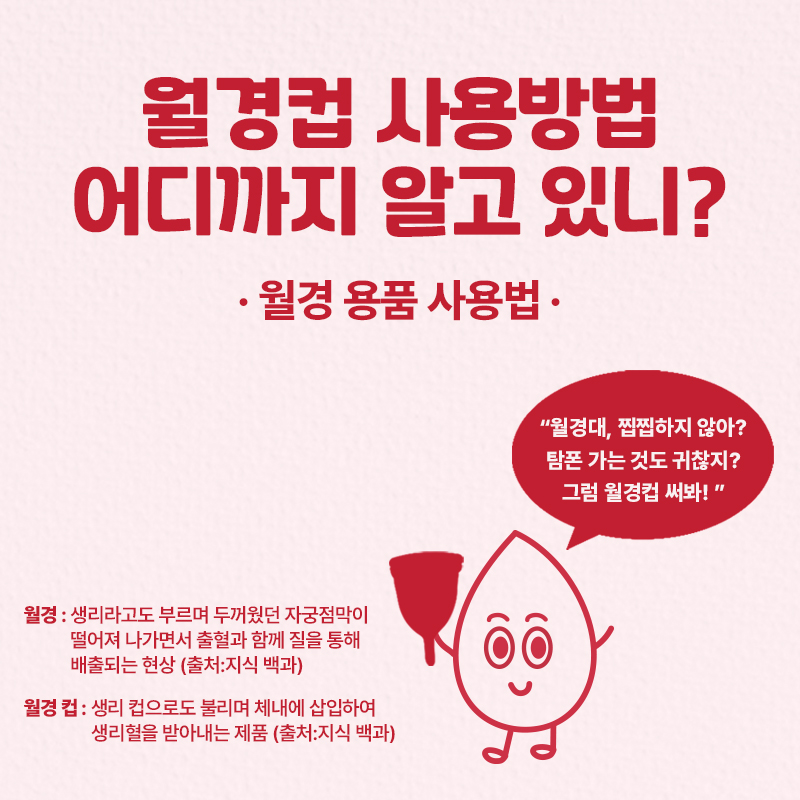 월경컵 사용방법
어디까지 알고 있니?
· 월경 용품 사용법 ·
“월경대, 찝찝하지 않아?
탐폰 가는 것도 귀찮지?
그럼 월경컵 써봐! ”
월경 : 생리라고도 부르며 두꺼웠던 자궁점막이
떨어져 나가면서 출혈과 함께 질을 통해
배출되는 현상 (출처:지식 백과)
월경 컵 : 생리 컵으로도 불리며 체내에 삽입하여
생리혈을 받아내는 제품 (출처:지식 백과)